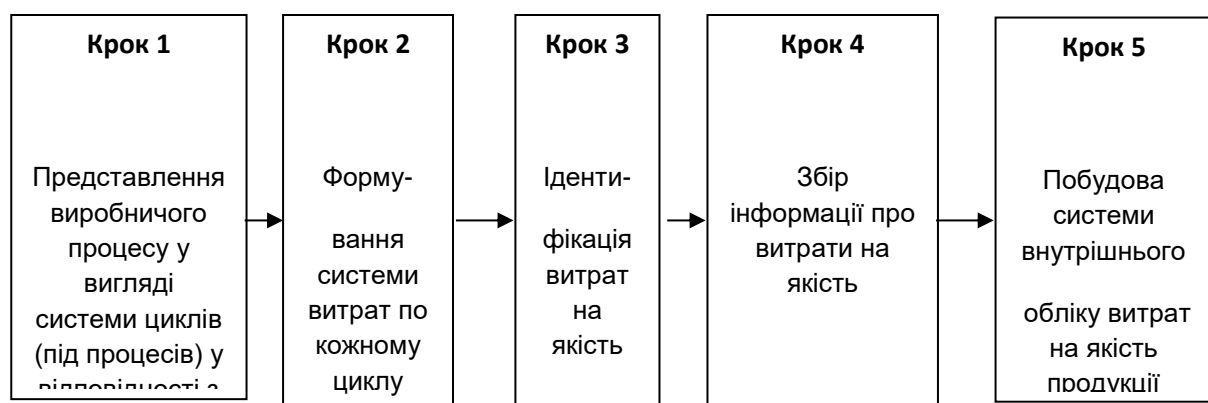 Крок 1
Представлення
виробничого
процесу у
вигляді
системи циклів
(під процесів) у
відповідності з
Крок 2
Форму-
вання
системи
витрат по
кожному
циклу
Крок 3
Іденти-
фікація
витрат
на
якість
Крок 4
Збір
інформації про
витрати на
якість
Крок 5
Побудова
системи
внутрішнього
обліку витрат
на якість
продукції